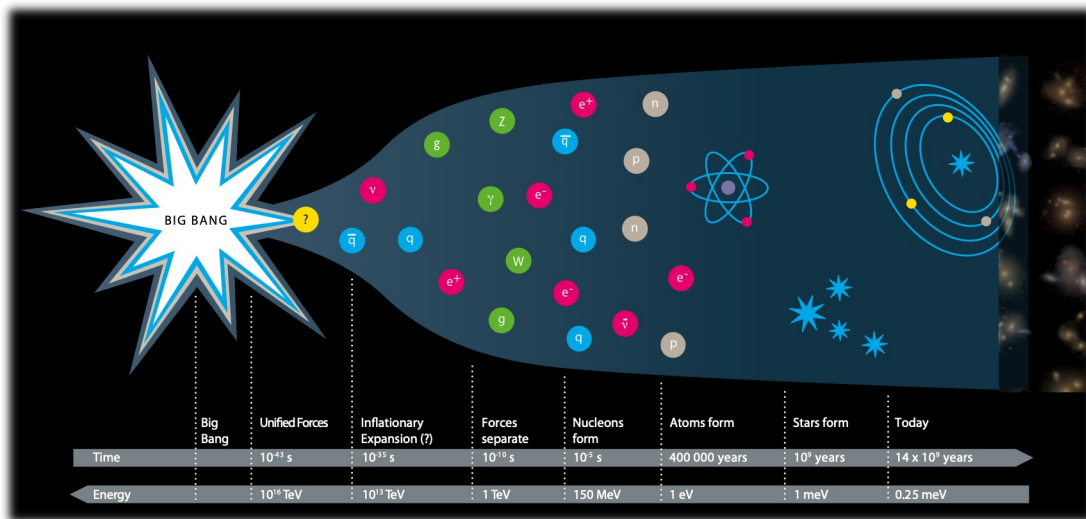 BIG BANG
?
ν
q̅
q
g
e⁺
Z
γ
W
g
e⁻
e⁺
q̅
q
e⁻
q
n
p
n
ν̅
e⁻
p
Big Bang
Unified Forces
Inflationary Expansion (?)
Forces separate
Nucleons form
Atoms form
Stars form
Today
Time 10⁻⁴³ s 10⁻³⁵ s 10⁻¹⁰ s 10⁻⁵ s 400 000 years 10⁹ years 14 x 10⁹ years
Energy 10¹⁶ TeV 10¹³ TeV 1 TeV 150 MeV 1 eV 1 meV 0.25 meV